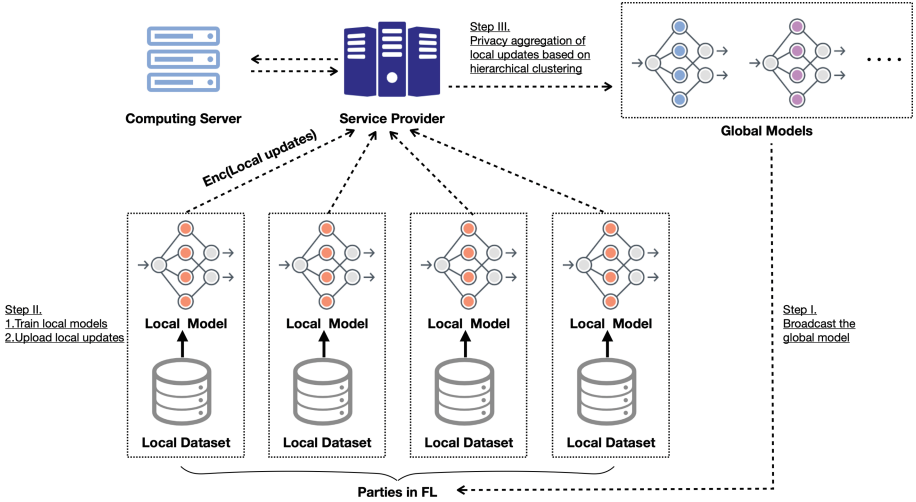 Step III.
Privacy aggregation of
local updates based on
hierarchical clustering
Computing Server
Service Provider
Global Models
Enc(Local updates)
Step II.
1.Train local models
2.Upload local updates
Local Model
Local Model
Local Model
Local Model
Step I.
Broadcast the
global model
Local Dataset
Local Dataset
Local Dataset
Local Dataset
Parties in FL